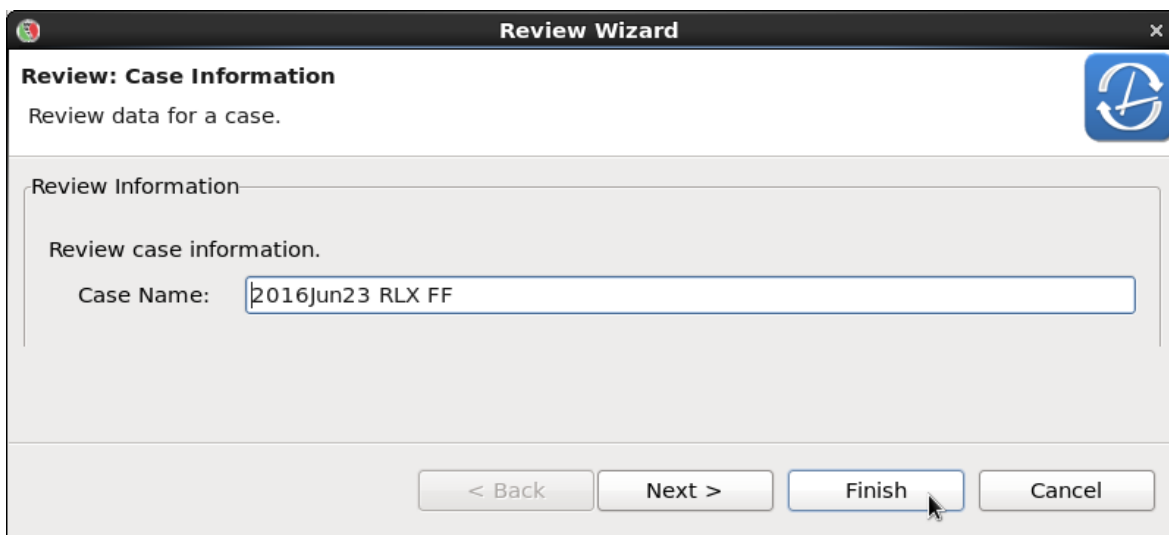 Review Wizard
Review: Case Information
Review data for a case.
Review Information
Review case information.
Case Name: 2016Jun23 RLX FF
< Back Next > Finish Cancel